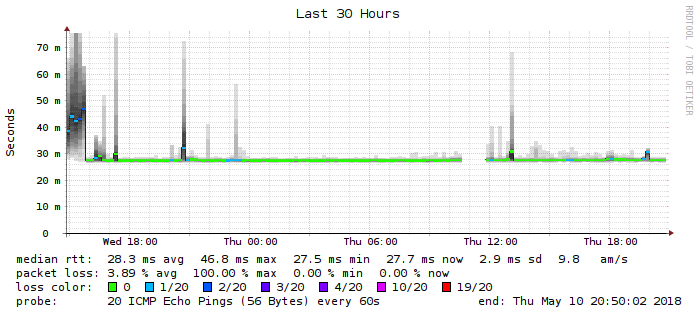 Last 30 Hours
RRDTOOL / TOBI OETIKER
Seconds
70 m
60 m
50 m
40 m
30 m
20 m
10 m
0
Wed 18:00 Thu 00:00 Thu 06:00 Thu 12:00 Thu 18:00
median rtt: 28.3 ms avg 46.8 ms max 27.5 ms min 27.7 ms now 2.9 ms sd 9.8 am/s
packet loss: 3.89 % avg 100.00 % max 0.00 % min 0.00 % now
loss color: 0 1/20 2/20 3/20 4/20 10/20 19/20
probe: 20 ICMP Echo Pings (56 Bytes) every 60s end: Thu May 10 20:50:02 2018